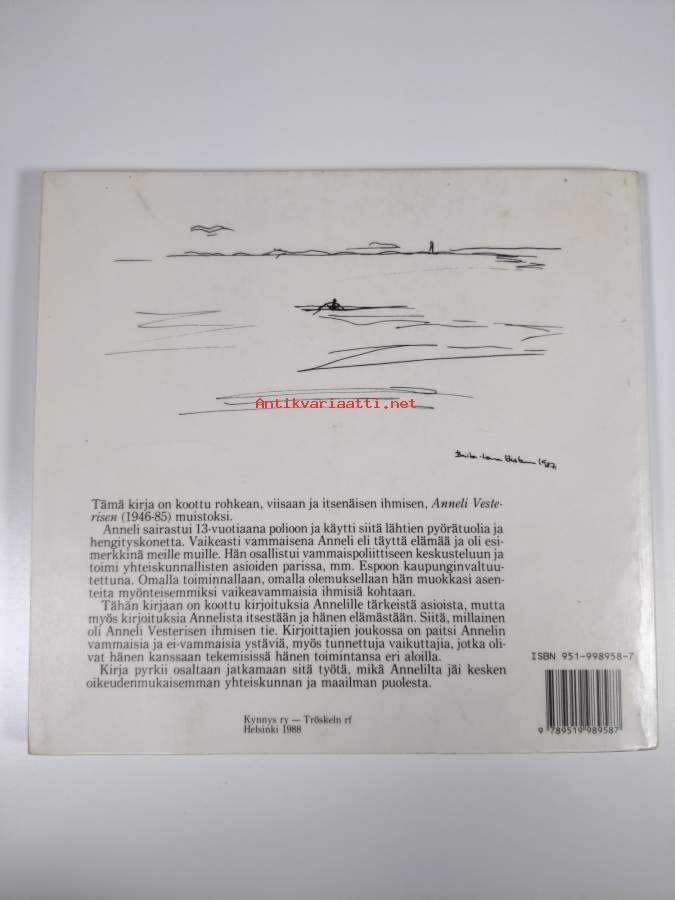 Antikvariaatti.net
1987
Tämä kirja on koottu rohkean, viisaan ja itsenäisen ihmisen, Anneli Veste-
risen (1946-85) muistoksi.
Anneli sairastui 13-vuotiaana polioon ja käytti siitä lähtien pyörätuolia ja
hengityskonetta. Vaikeasti vammaisena Anneli eli täyttä elämää ja oli esi-
merkkinä meille muille. Hän osallistui vammaispoliittiseen keskusteluun ja
toimi yhteiskunnallisten asioiden parissa, mm. Espoon kaupunginvaltuu-
tettuna. Omalla toiminnallaan, omalla olemuksellaan hän muokkasi asen-
teita myönteisemmiksi vaikeavammaisia ihmisiä kohtaan.
Tähän kirjaan on koottu kirjoituksia Annelille tärkeistä asioista, mutta
myös kirjoituksia Annelista itsestään ja hänen elämästään. Siitä, millainen
oli Anneli Vesterisen ihmisen tie. Kirjoittajien joukossa on paitsi Annelin
vammaisia ja ei-vammaisia ystäviä, myös tunnettuja vaikuttajia, jotka oli-
vat hänen kanssaan tekemisissä hänen toimintansa eri aloilla.
Kirja pyrkii osaltaan jatkamaan sitä työtä, mikä Annelilta jäi kesken
oikeudenmukaisemman yhteiskunnan ja maailman puolesta.
ISBN 951-998958-7
9 789519 989587
Kynnys ry — Tröskeln rf
Helsinki 1988